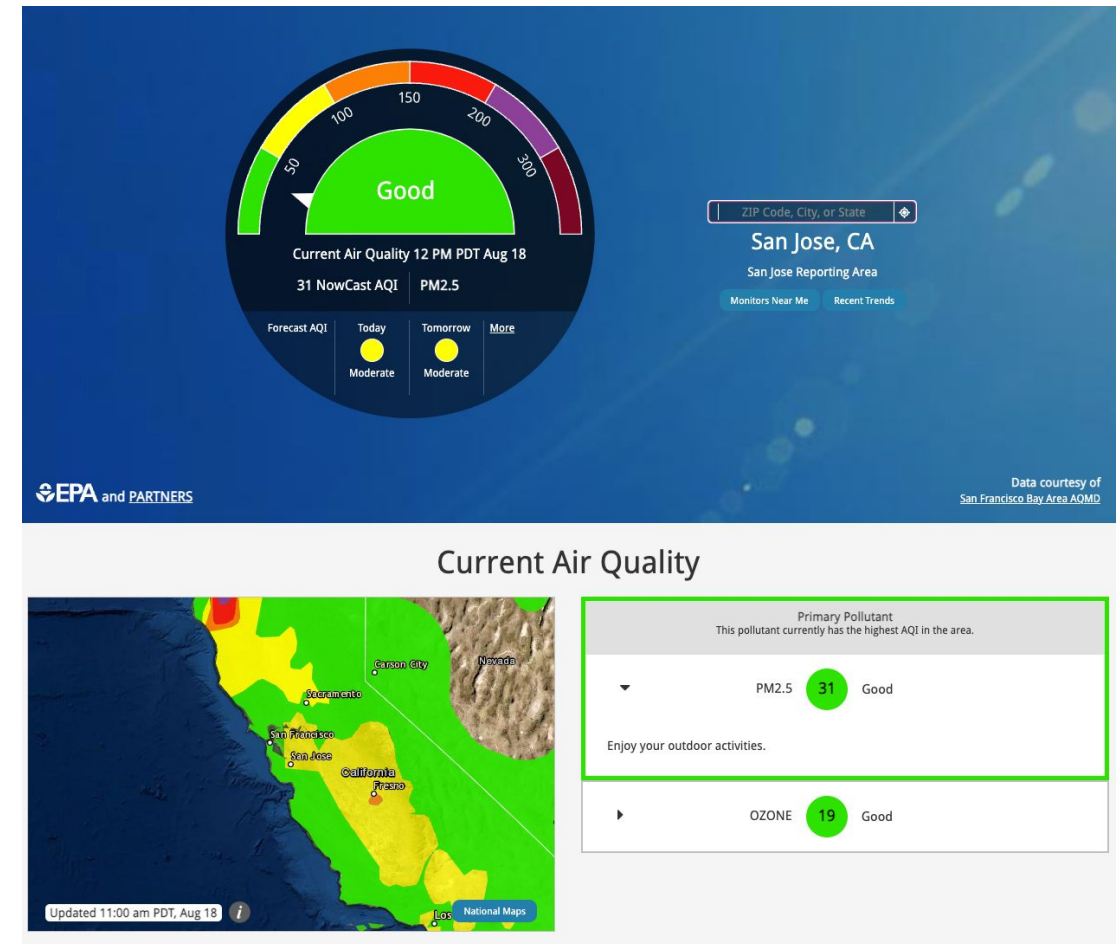 50
100
150
200
300
Good
Current Air Quality 12 PM PDT Aug 18
31 NowCast AQI PM2.5
Forecast AQI Today Tomorrow More
Moderate Moderate
ZIP Code, City, or State
San Jose, CA
San Jose Reporting Area
Monitors Near Me Recent Trends
EPA and PARTNERS
Data courtesy of
San Francisco Bay Area AQMD
Current Air Quality
Carson City
Nevada
Sacramento
San Francisco
San Jose
California
Fresno
Los
Updated 11:00 am PDT, Aug 18 i
National Maps
Primary Pollutant
This pollutant currently has the highest AQI in the area.
PM2.5 31 Good
Enjoy your outdoor activities.
OZONE 19 Good